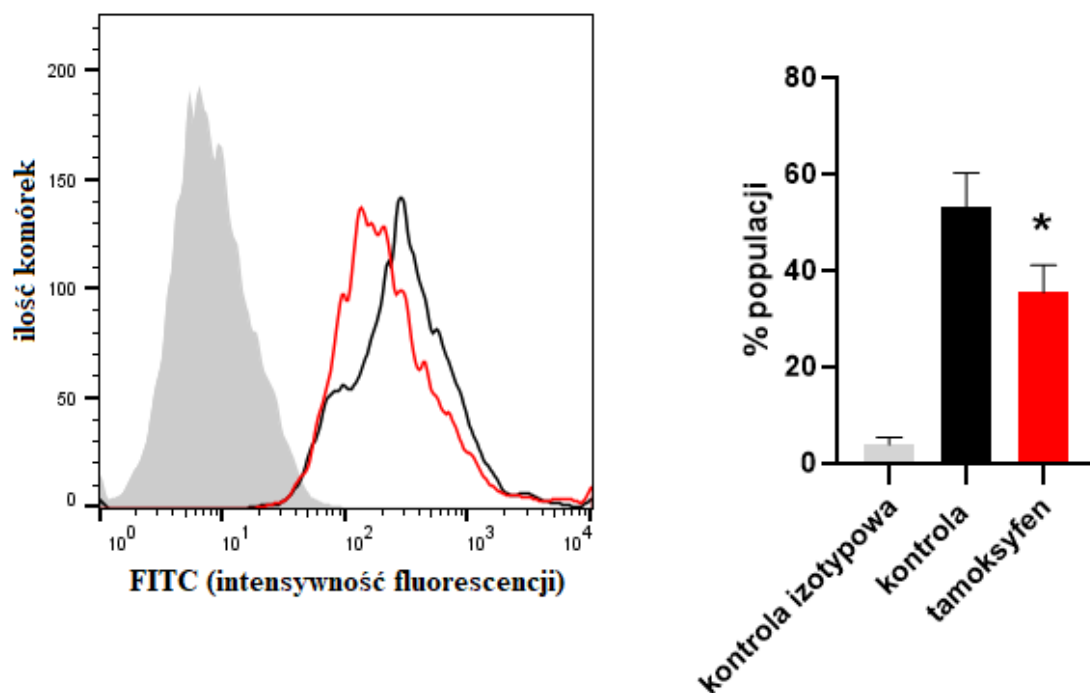 ilość komórek
200
150
100
50
0
10^0
10^1
10^2
10^3
10^4
FITC (intensywność fluorescencji)
% populacji
80
60
40
20
0
*
kontrola izotypowa
kontrola
tamoksyfen